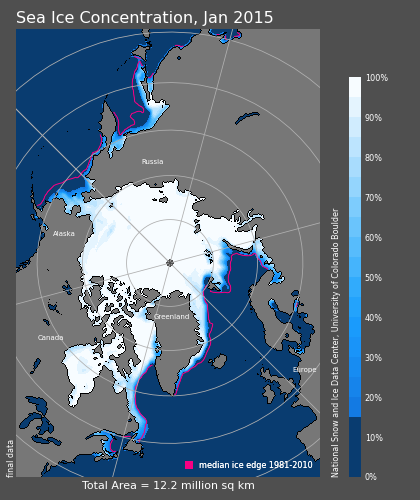 Sea Ice Concentration, Jan 2015
Russia
Alaska
Greenland
Canada
Europe
100%
90%
80%
70%
60%
50%
40%
30%
20%
10%
0%
National Snow and Ice Data Center, University of Colorado Boulder
final data
median ice edge 1981-2010
Total Area = 12.2 million sq km